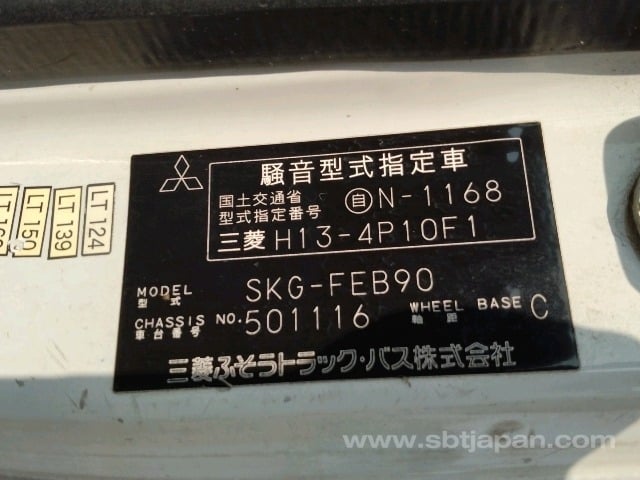 騒音型式指定車
国土交通省
型式指定番号
自 N-1168
三菱 H13-4P10F1
MODEL
型式
SKG-FEB90
CHASSIS NO.
車台番号
501116
WHEEL BASE
軸距
C
三菱ふそうトラック・バス株式会社
LT 150
LT 139
LT 124
www.sbtjapan.com